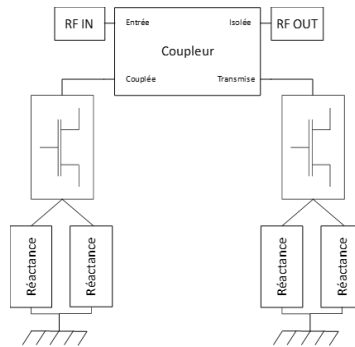 RF IN
Entrée
Isolée
RF OUT
Coupleur
Couplée
Transmise
Réactance
Réactance
Réactance
Réactance